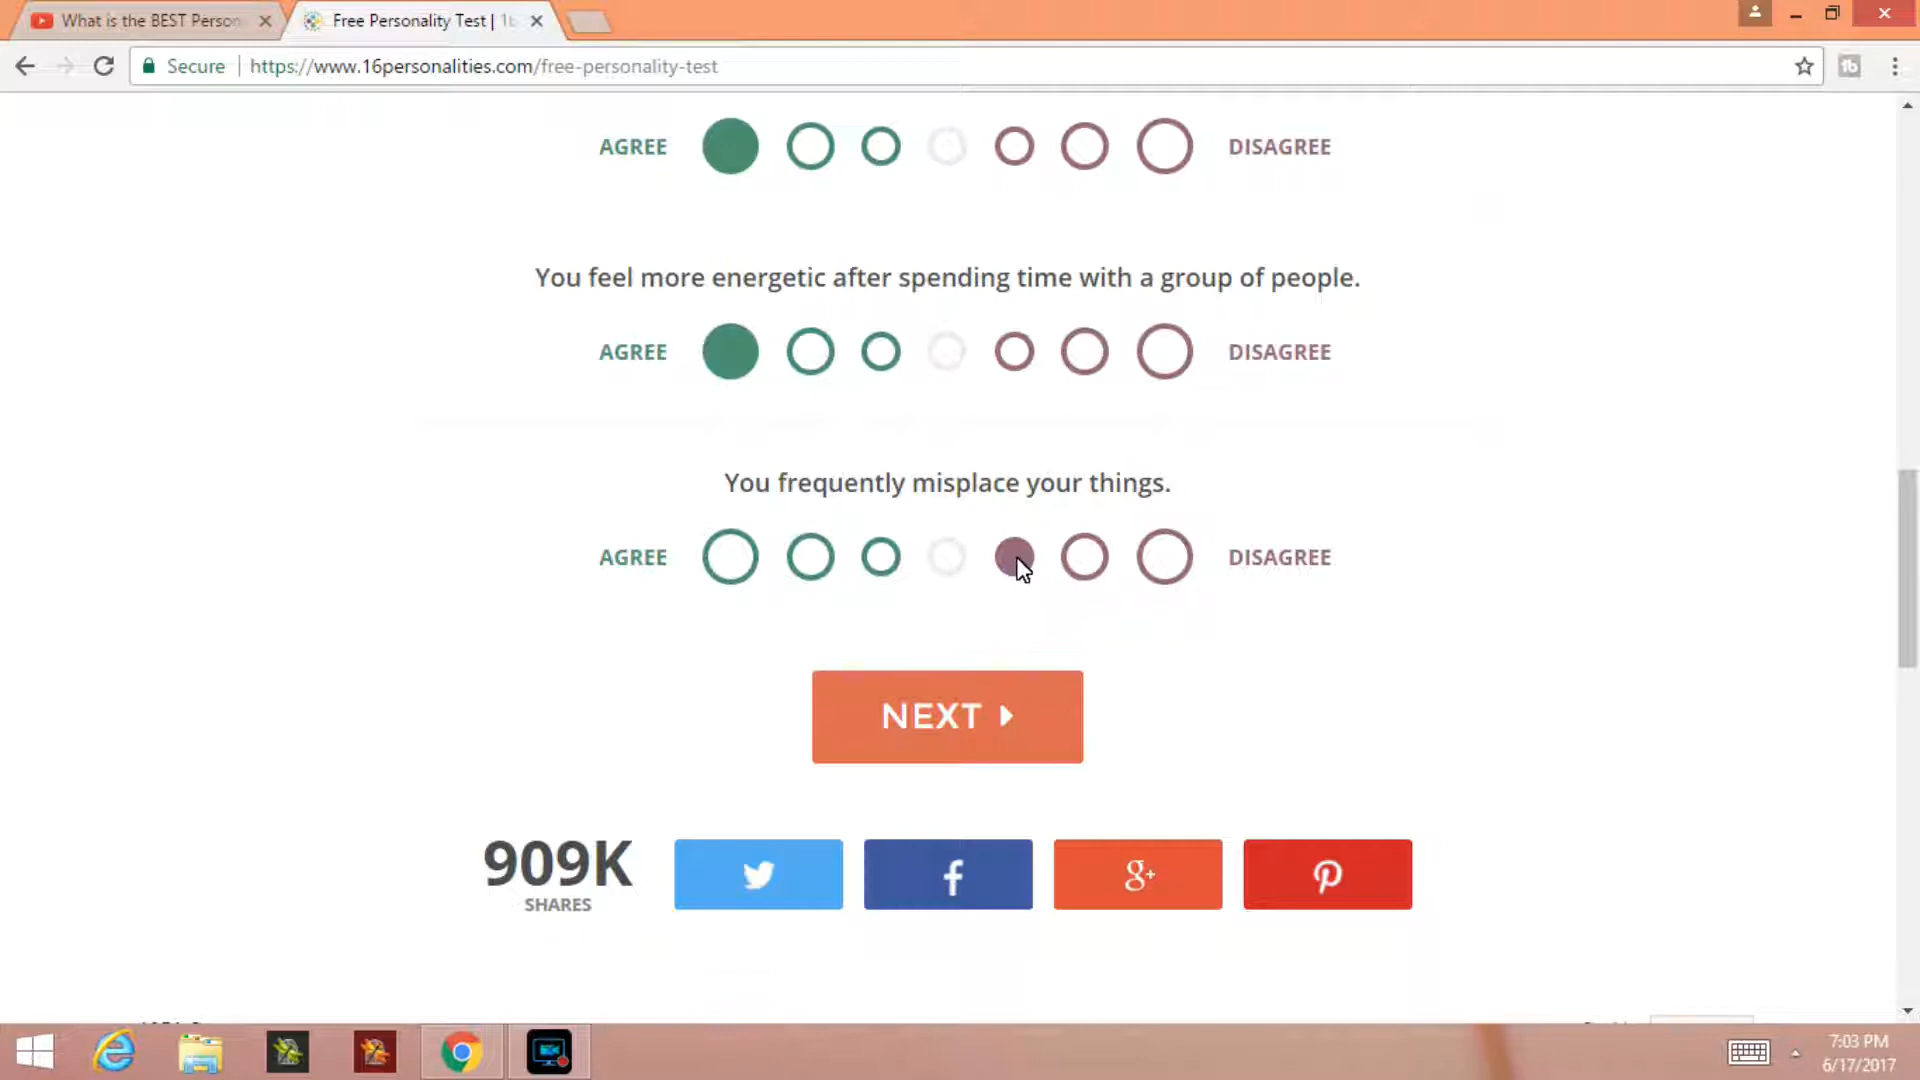 What is the BEST Person
Free Personality Test | 16
Secure | https://www.16personalities.com/free-personality-test
AGREE DISAGREE
You feel more energetic after spending time with a group of people.
AGREE DISAGREE
You frequently misplace your things.
AGREE DISAGREE
NEXT
909K
SHARES
7:03 PM
6/17/2017